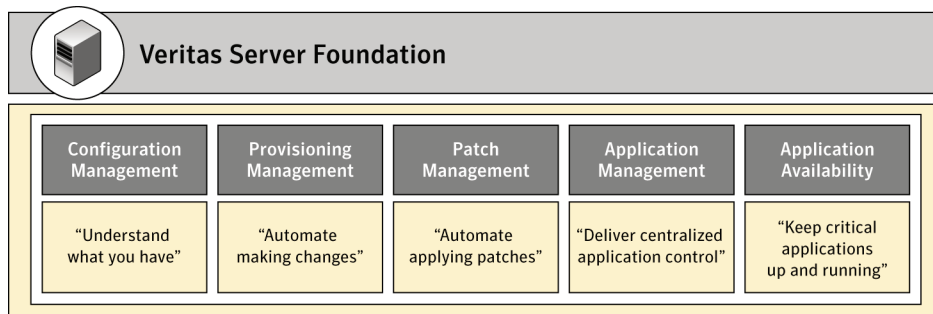 Veritas Server Foundation
Configuration
Management
Provisioning
Management
Patch
Management
Application
Management
Application
Availability
“Understand
what you have”
“Automate
making changes”
“Automate
applying patches”
“Deliver centralized
application control”
“Keep critical
applications
up and running”